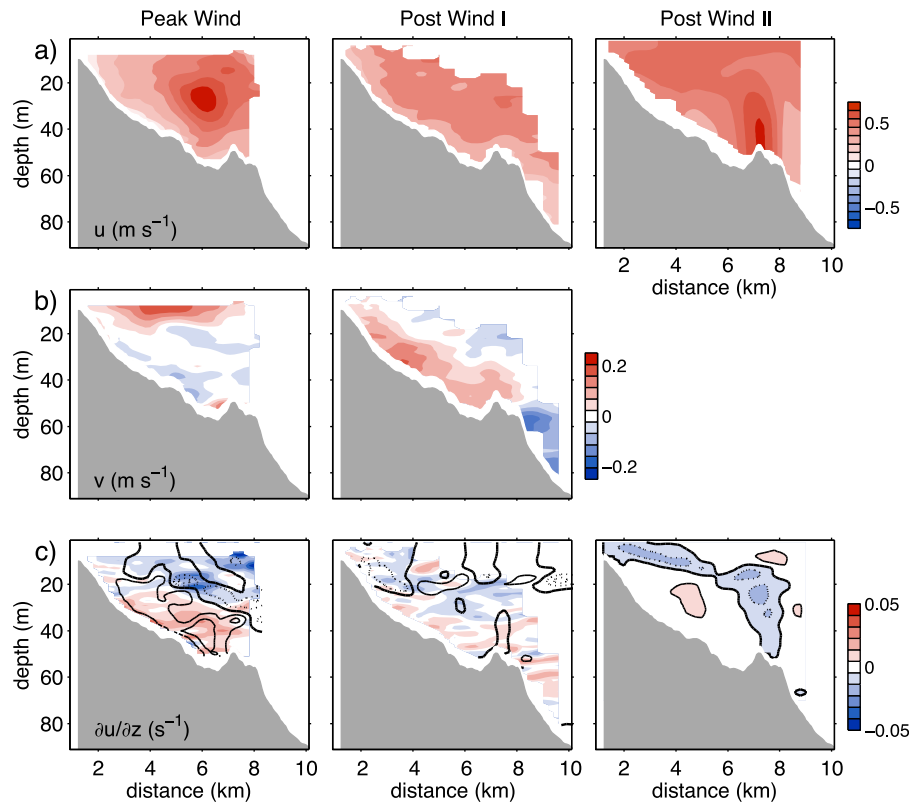 Peak Wind
Post Wind I
Post Wind II
a)
20
40
60
80
depth (m)
u (m s⁻¹)
0.5
0
−0.5
2
4
6
8
10
distance (km)
b)
20
40
60
80
depth (m)
v (m s⁻¹)
0.2
0
−0.2
c)
20
40
60
80
depth (m)
∂u/∂z (s⁻¹)
0.05
0
−0.05
2
4
6
8
10
2
4
6
8
10
2
4
6
8
10
distance (km)
distance (km)
distance (km)